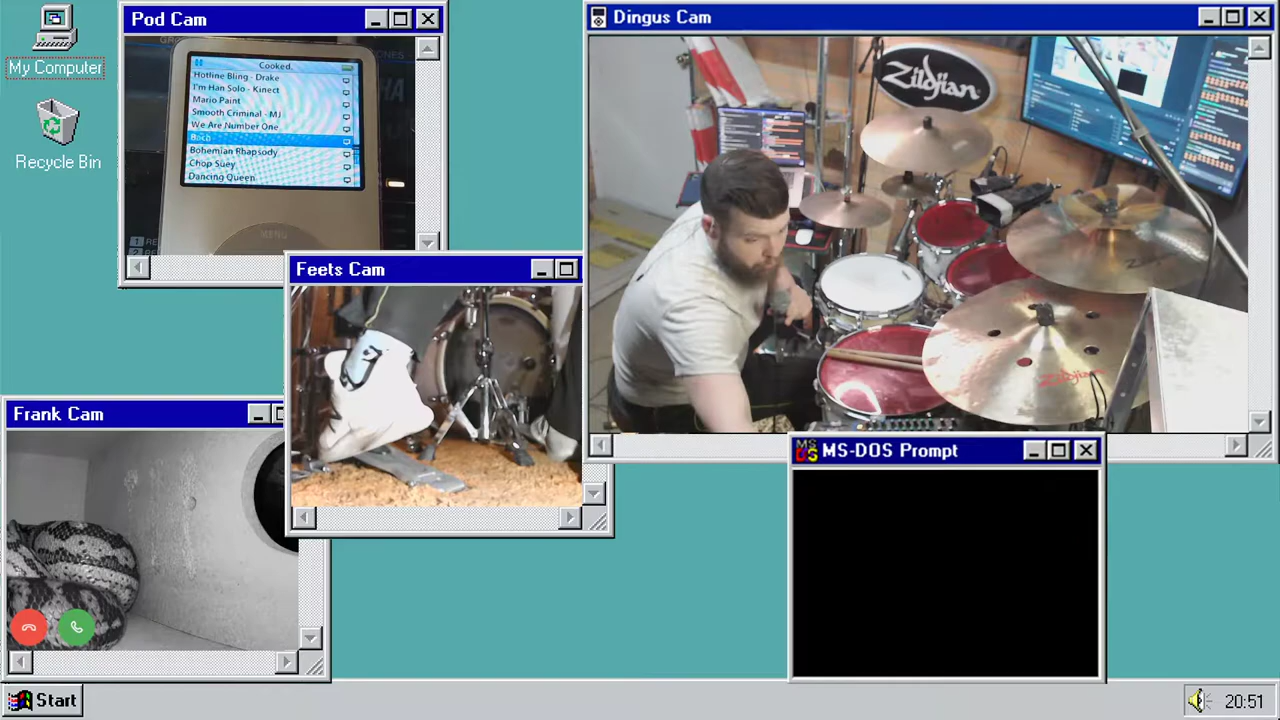 My Computer
Recycle Bin
Pod Cam
Cooked.
Hotline Bling - Drake
I'm Han Solo - Kinect
Mario Paint
Smooth Criminal - MJ
We Are Number One
Bohemian Rhapsody
Chop Suey
Dancing Queen
MENU
Dingus Cam
Zildjian
Zildjian
Feets Cam
Frank Cam
MS-DOS Prompt
Start
20:51